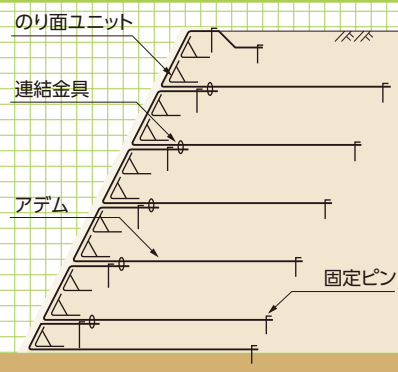 のり面ユニット
連結金具
アデム
固定ピン